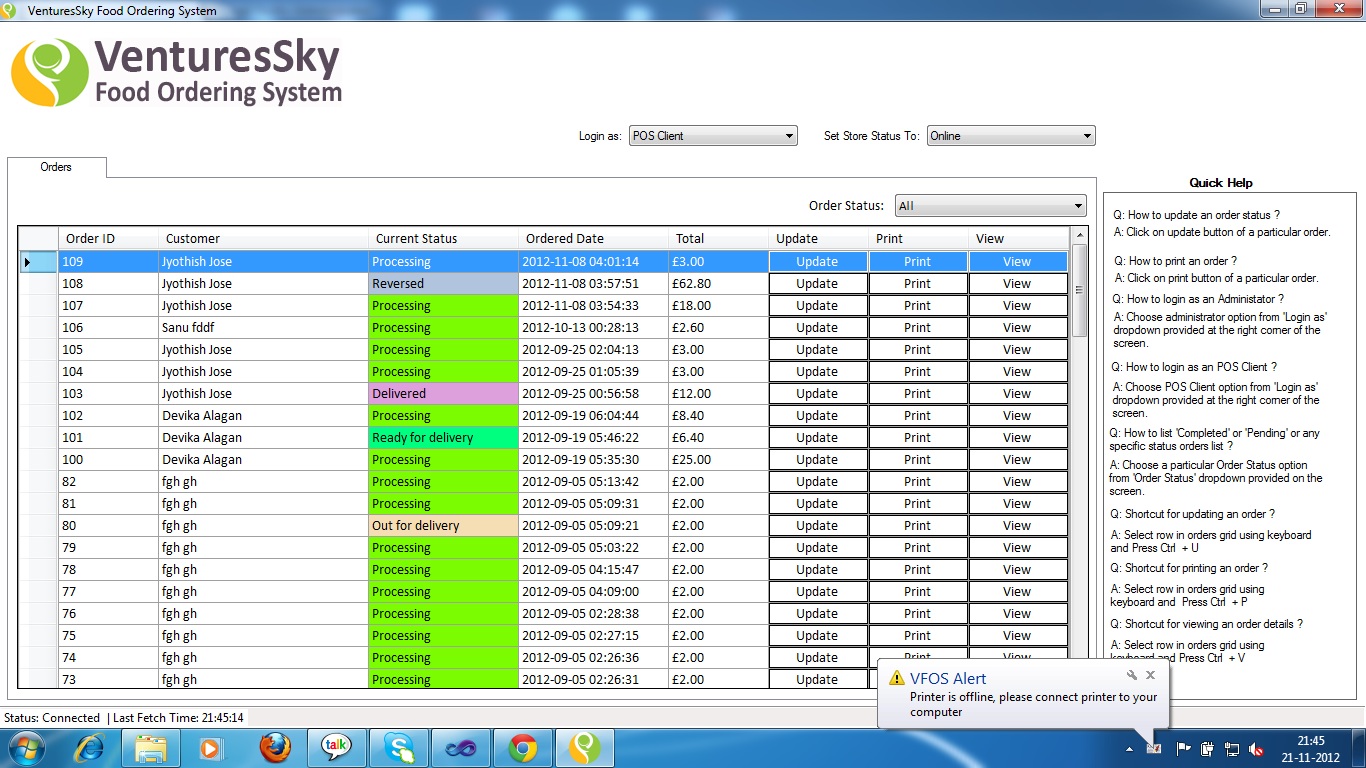 VenturesSky Food Ordering System
VenturesSky
Food Ordering System
Login as: POS Client Set Store Status To: Online
Orders
Order Status: All
Order ID Customer Current Status Ordered Date Total Update Print View
109 Jyothish Jose Processing 2012-11-08 04:01:14 £3.00 Update Print View
108 Jyothish Jose Reversed 2012-11-08 03:57:51 £62.80 Update Print View
107 Jyothish Jose Processing 2012-11-08 03:54:33 £18.00 Update Print View
106 Sanu fddf Processing 2012-10-13 00:28:13 £2.60 Update Print View
105 Jyothish Jose Processing 2012-09-25 02:04:13 £3.00 Update Print View
104 Jyothish Jose Processing 2012-09-25 01:05:39 £3.00 Update Print View
103 Jyothish Jose Delivered 2012-09-25 00:56:58 £12.00 Update Print View
102 Devika Alagan Processing 2012-09-19 06:04:44 £8.40 Update Print View
101 Devika Alagan Ready for delivery 2012-09-19 05:46:22 £6.40 Update Print View
100 Devika Alagan Processing 2012-09-19 05:35:30 £25.00 Update Print View
82 fgh gh Processing 2012-09-05 05:13:42 £2.00 Update Print View
81 fgh gh Processing 2012-09-05 05:09:31 £2.00 Update Print View
80 fgh gh Out for delivery 2012-09-05 05:09:21 £2.00 Update Print View
79 fgh gh Processing 2012-09-05 05:03:22 £2.00 Update Print View
78 fgh gh Processing 2012-09-05 04:15:47 £2.00 Update Print View
77 fgh gh Processing 2012-09-05 04:09:00 £2.00 Update Print View
76 fgh gh Processing 2012-09-05 02:28:38 £2.00 Update Print View
75 fgh gh Processing 2012-09-05 02:27:15 £2.00 Update Print View
74 fgh gh Processing 2012-09-05 02:26:36 £2.00 Update Print View
73 fgh gh Processing 2012-09-05 02:26:31 £2.00 Update
Quick Help
Q: How to update an order status ?
A: Click on update button of a particular order.
Q: How to print an order ?
A: Click on print button of a particular order.
Q: How to login as an Administator ?
A: Choose administrator option from 'Login as'
dropdown provided at the right corner of the
screen.
Q: How to login as an POS Client ?
A: Choose POS Client option from 'Login as'
dropdown provided at the right corner of the
screen.
Q: How to list 'Completed' or 'Pending' or any
specific status orders list ?
A: Choose a particular Order Status option
from 'Order Status' dropdown provided on the
screen.
Q: Shortcut for updating an order ?
A: Select row in orders grid using keyboard
and Press Ctrl + U
Q: Shortcut for printing an order ?
A: Select row in orders grid using
keyboard and Press Ctrl + P
Q: Shortcut for viewing an order details ?
A: Select row in orders grid using
keyboard and Press Ctrl + V
VFOS Alert
Printer is offline, please connect printer to your
computer
Status: Connected | Last Fetch Time: 21:45:14
talk
21:45
21-11-2012